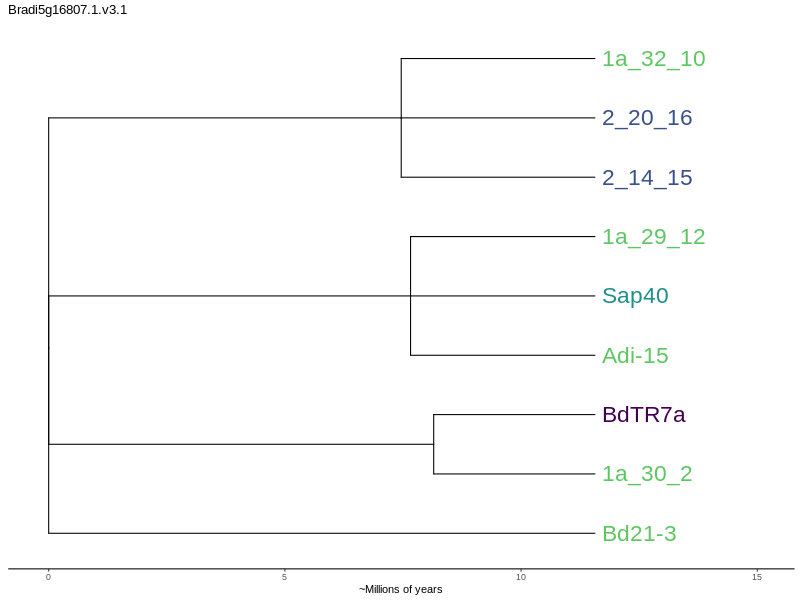 Bradi5g16807.1.v3.1
1a_32_10
2_20_16
2_14_15
1a_29_12
Sap40
Adi-15
BdTR7a
1a_30_2
Bd21-3
0 5 10 15
~Millions of years